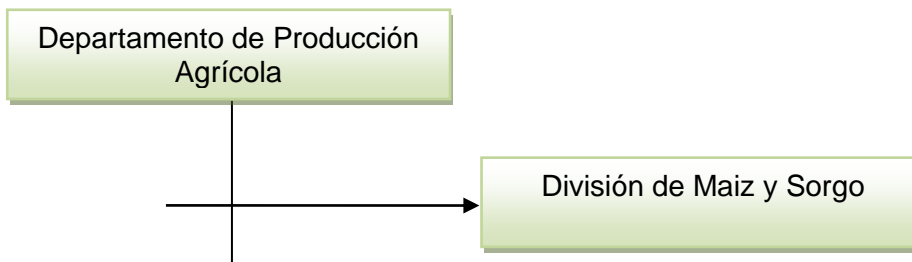 Departamento de Producción
Agrícola
División de Maiz y Sorgo